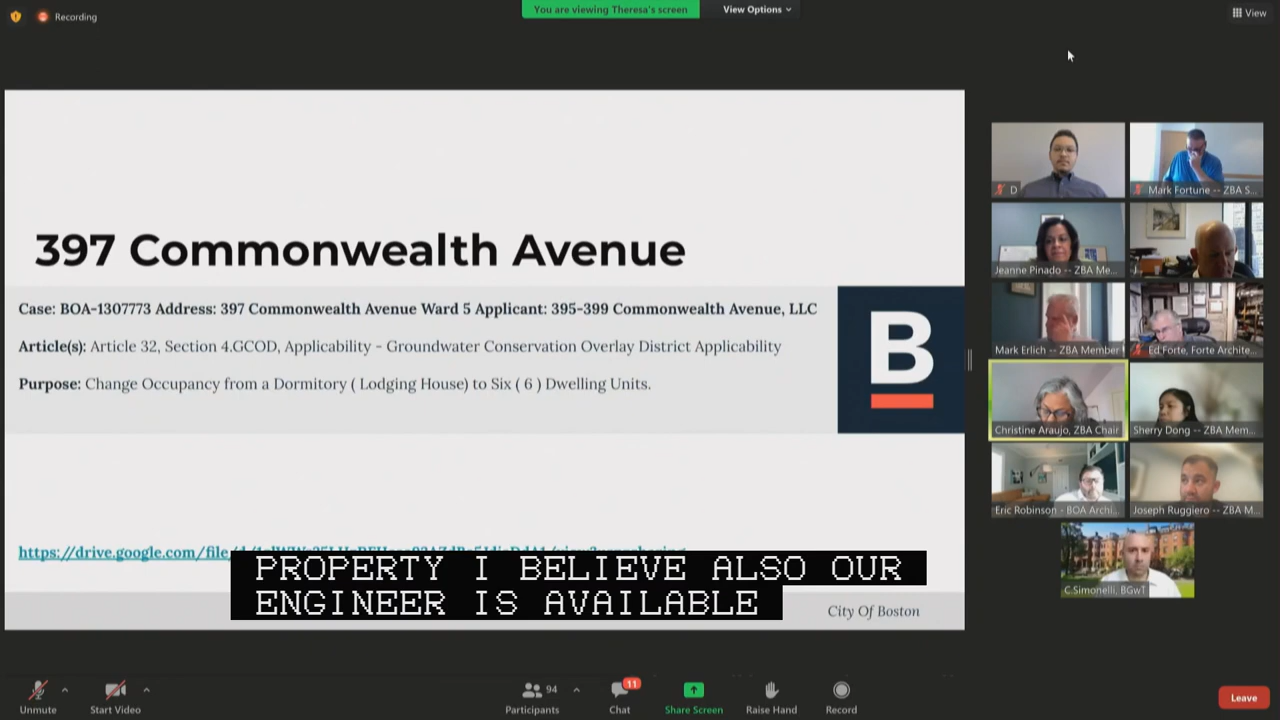 Recording
You are viewing Theresa's screen
View Options
View
397 Commonwealth Avenue
Case: BOA-1307773 Address: 397 Commonwealth Avenue Ward 5 Applicant: 395-399 Commonwealth Avenue, LLC
Article(s): Article 32, Section 4.GCOD, Applicability - Groundwater Conservation Overlay District Applicability
Purpose: Change Occupancy from a Dormitory ( Lodging House) to Six ( 6 ) Dwelling Units.
B
https://drive.google.com/file
PROPERTY I BELIEVE ALSO OUR
ENGINEER IS AVAILABLE
City Of Boston
D
Mark Fortune -- ZBA S...
Jeanne Pinado -- ZBA Me...
J
Mark Erlich -- ZBA Member
Ed Forte, Forte Archite...
Christine Araujo, ZBA Chair
Sherry Dong -- ZBA Mem...
Eric Robinson - BOA Archi...
Joseph Ruggiero -- ZBA M...
C.Simonelli, BGwT
Unmute
Start Video
94
Participants
11
Chat
Share Screen
Raise Hand
Record
Leave